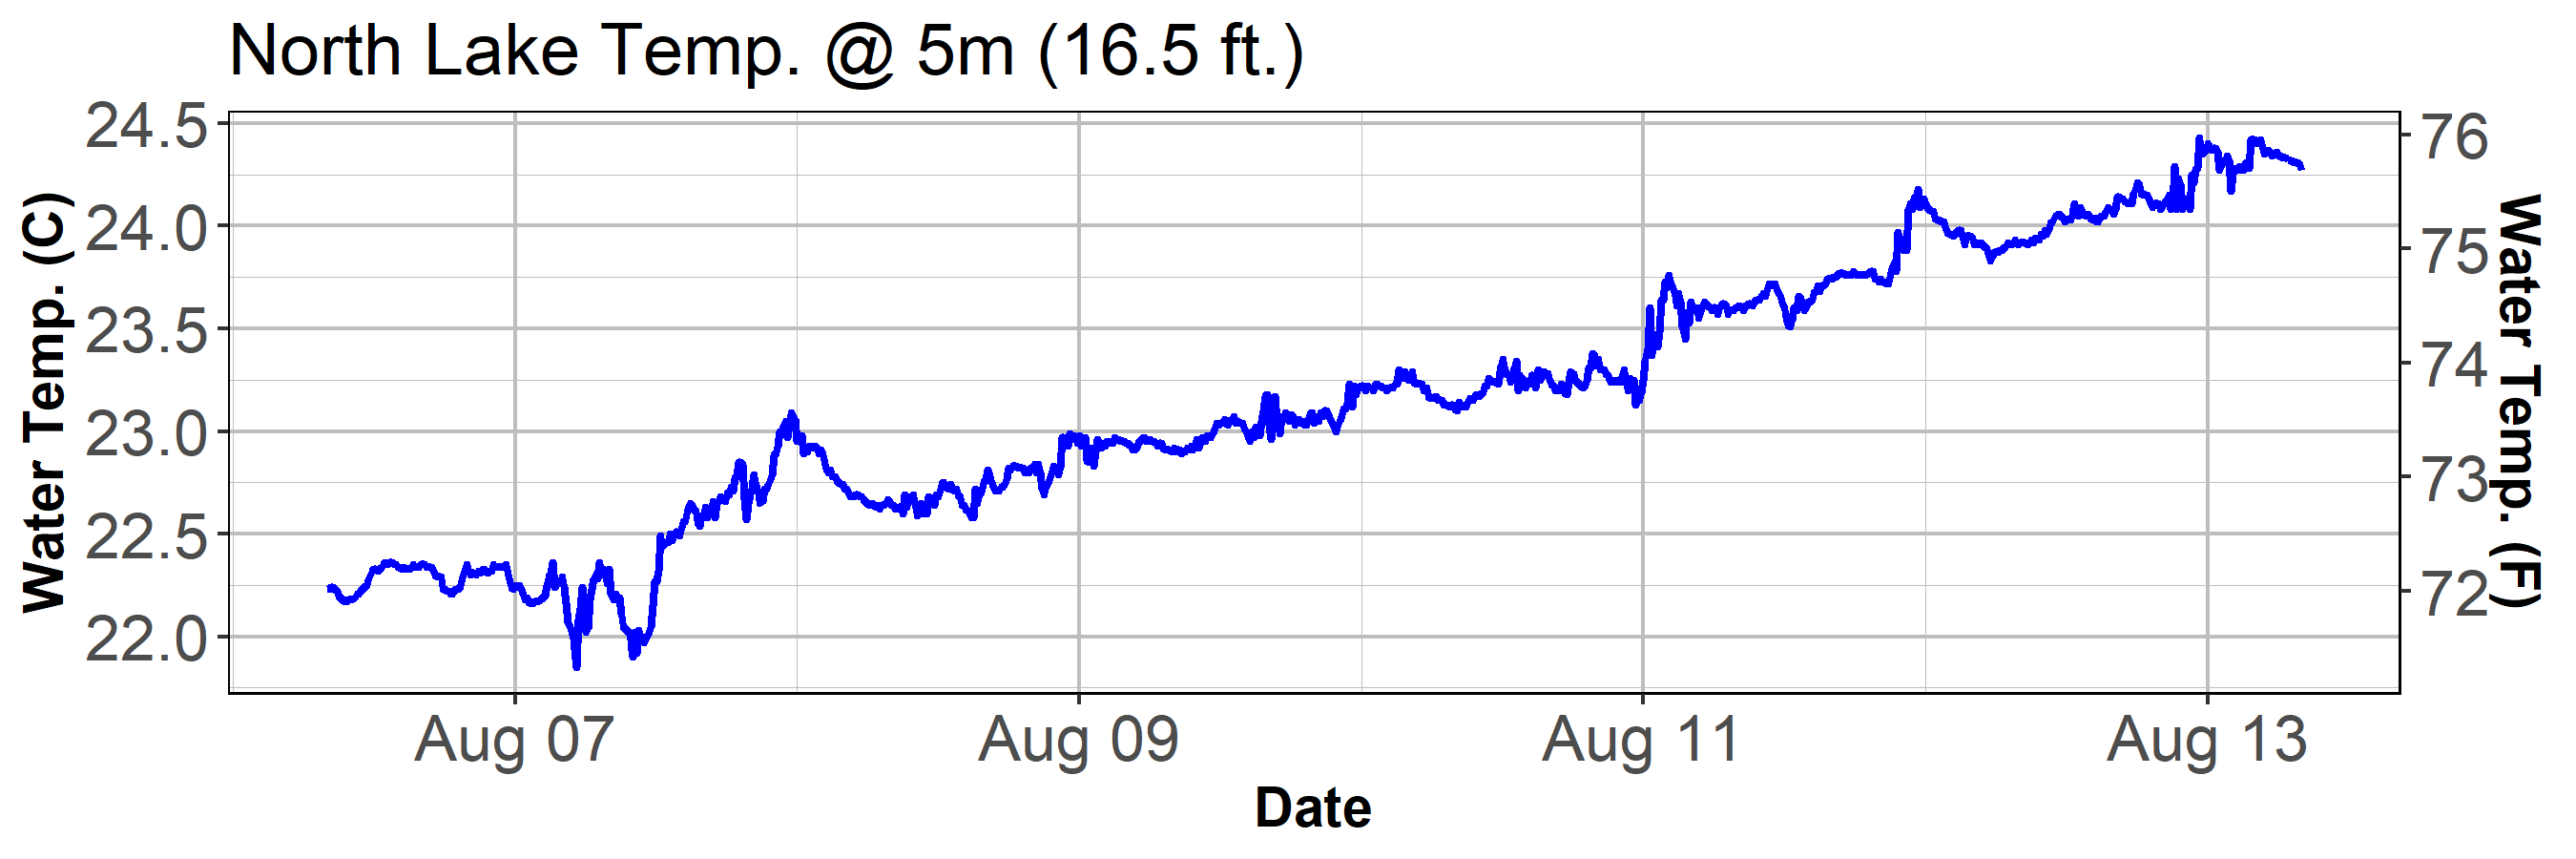 North Lake Temp. @ 5m (16.5 ft.)
Water Temp. (C)
24.5
24.0
23.5
23.0
22.5
22.0
76
75
74
73
72
Water Temp. (F)
Aug 07 Aug 09 Aug 11 Aug 13
Date